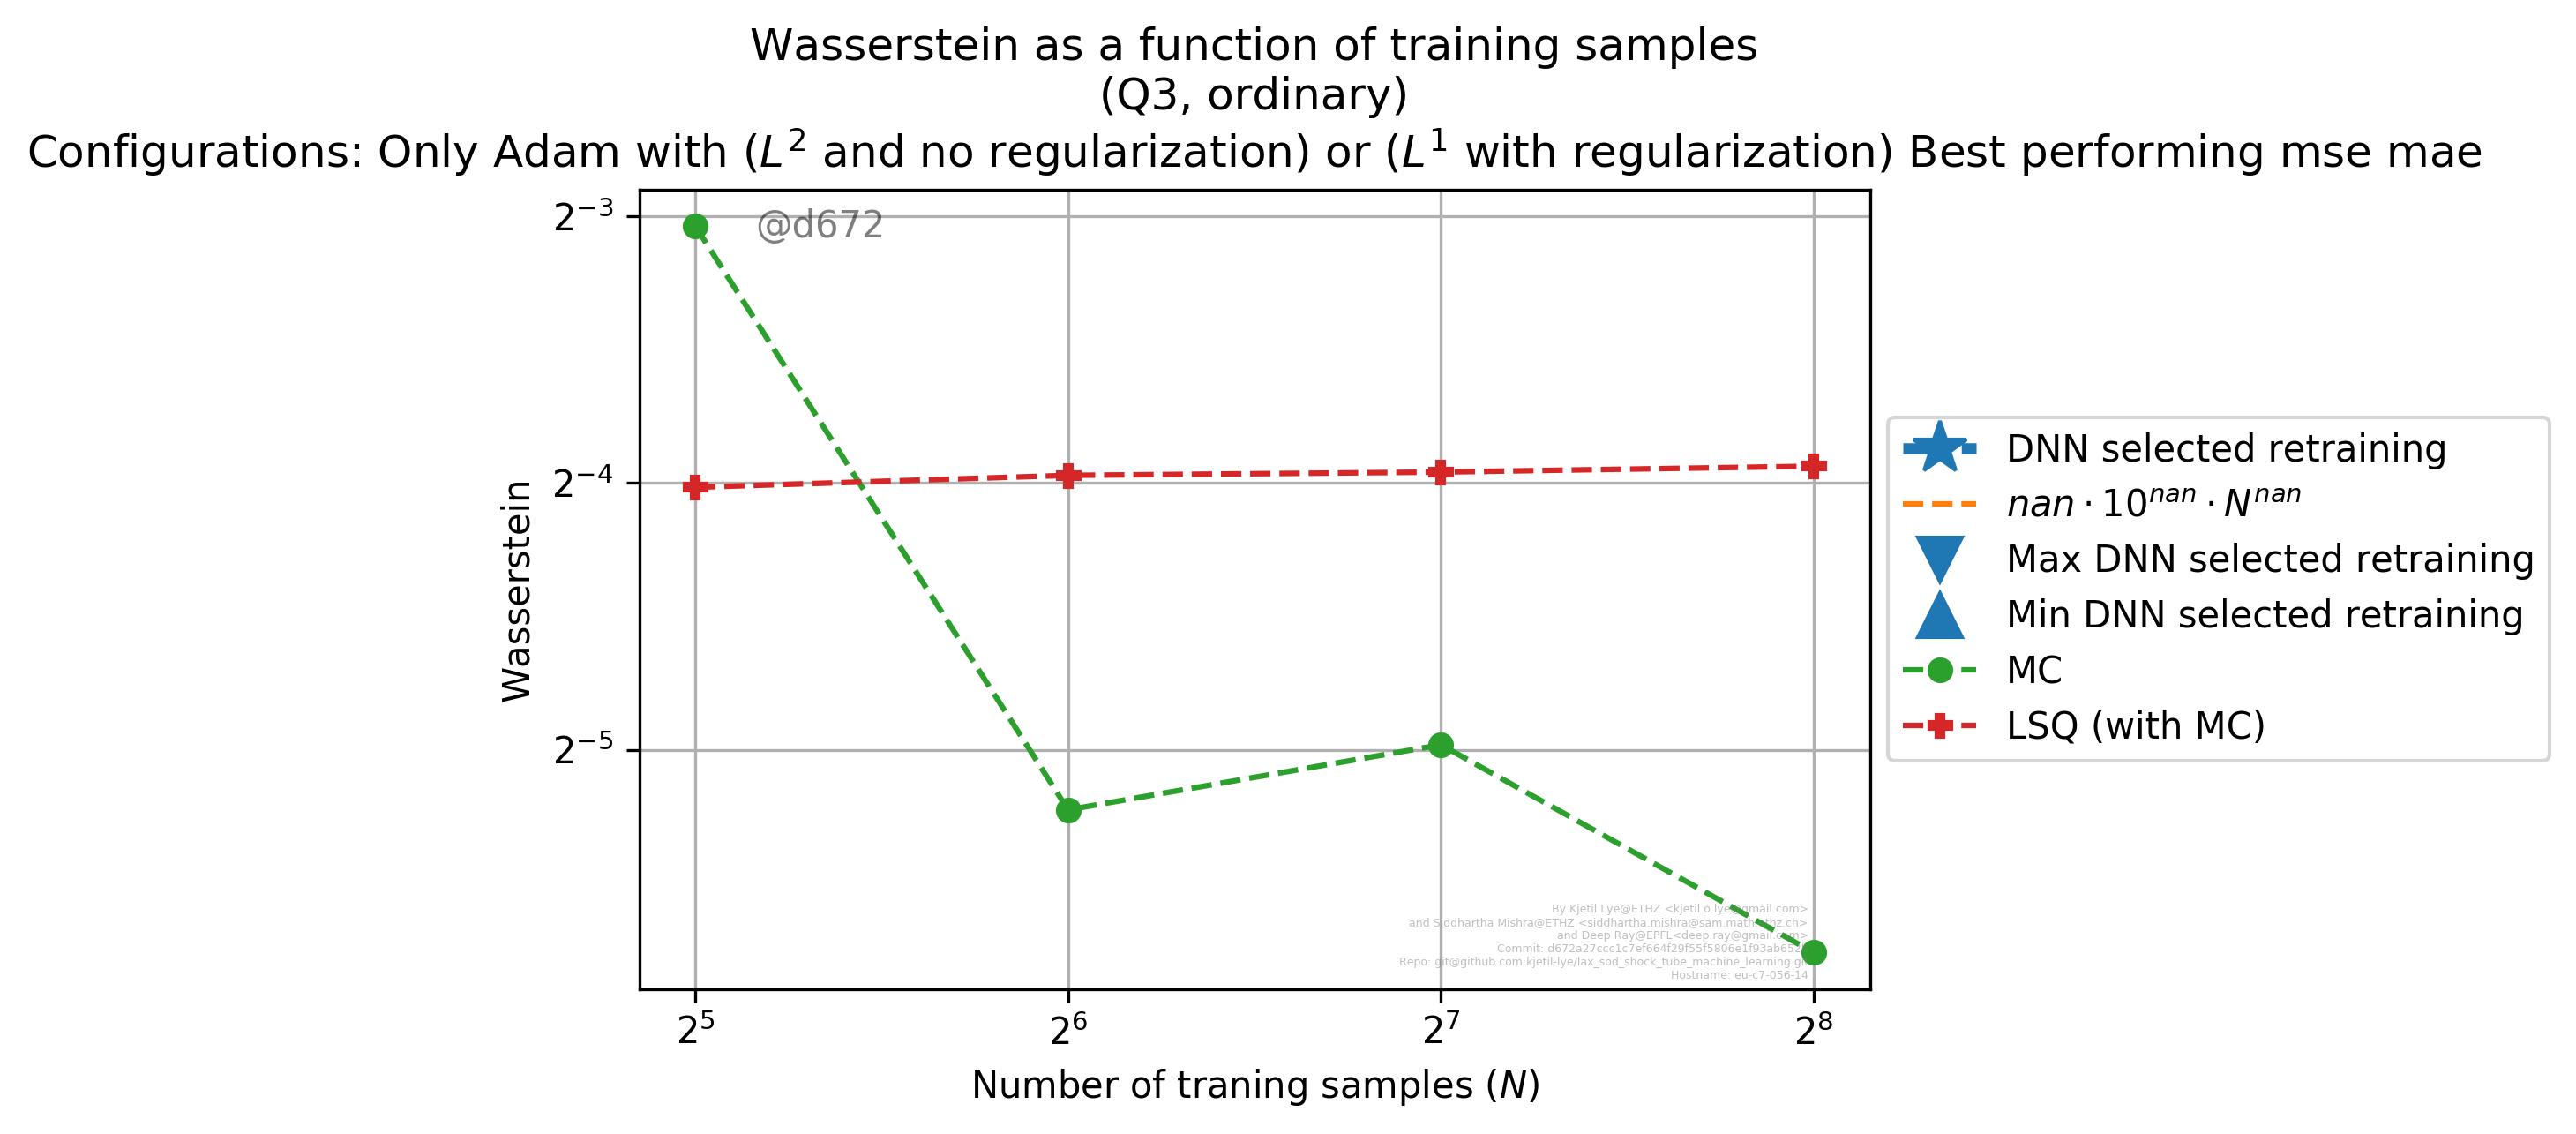 Wasserstein as a function of training samples
(Q3, ordinary)
Configurations: Only Adam with (L² and no regularization) or (L¹ with regularization) Best performing mse mae
@d672
2⁻³
2⁻⁴
2⁻⁵
Wasserstein
DNN selected retraining
nan · 10ⁿᵃⁿ · Nⁿᵃⁿ
Max DNN selected retraining
Min DNN selected retraining
MC
LSQ (with MC)
By Kjetil Lye@ETHZ <kjetil.o.lye@gmail.com>
and Siddhartha Mishra@ETHZ <siddhartha.mishra@sam.math.ethz.ch>
and Deep Ray@EPFL<deep.ray@gmail.com>
Commit:
Repo: git@github.com:kjetil-lye/lax_sod_shock_tube_machine_learning.git
Hostname: eu-c7-056-14
2⁵
2⁶
2⁷
2⁸
Number of traning samples (N)